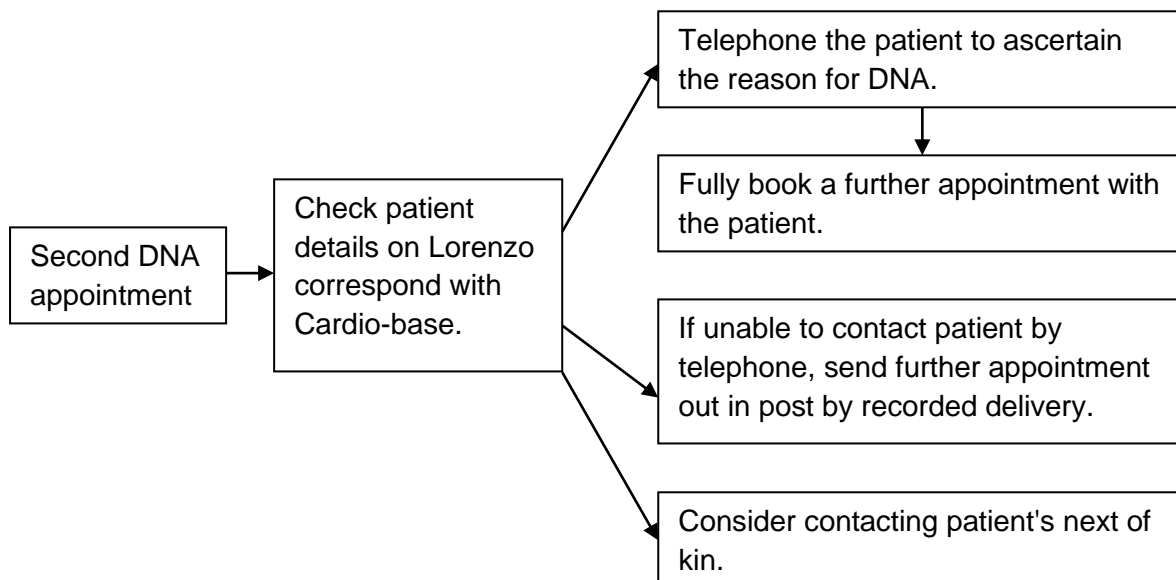 Second DNA
appointment
Check patient
details on Lorenzo
correspond with
Cardio-base.
Telephone the patient to ascertain
the reason for DNA.
Fully book a further appointment with
the patient.
If unable to contact patient by
telephone, send further appointment
out in post by recorded delivery.
Consider contacting patient's next of
kin.